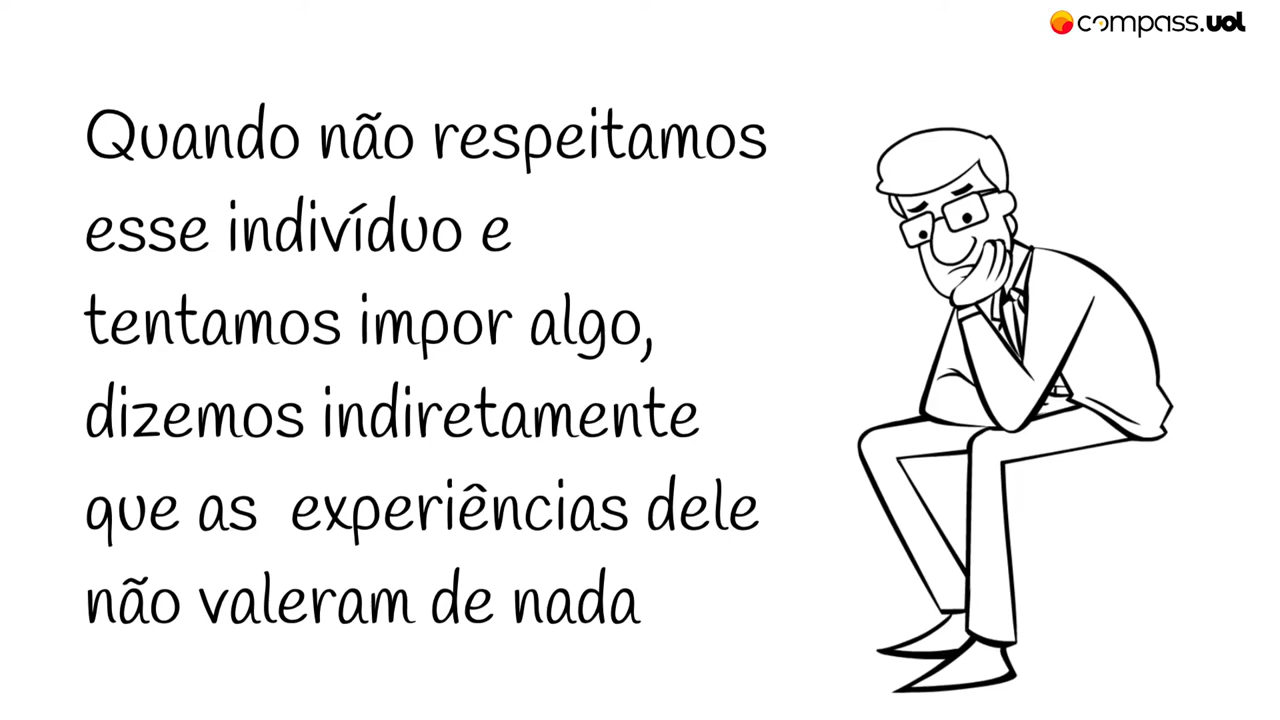 compass.uol
Quando não respeitamos
esse indivíduo e
tentamos impor algo,
dizemos indiretamente
que as experiências dele
não valeram de nada